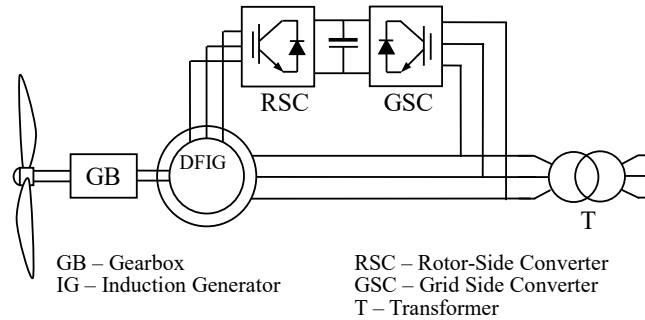 RSC
GSC
DFIG
GB
T
GB – Gearbox
IG – Induction Generator
RSC – Rotor-Side Converter
GSC – Grid Side Converter
T – Transformer